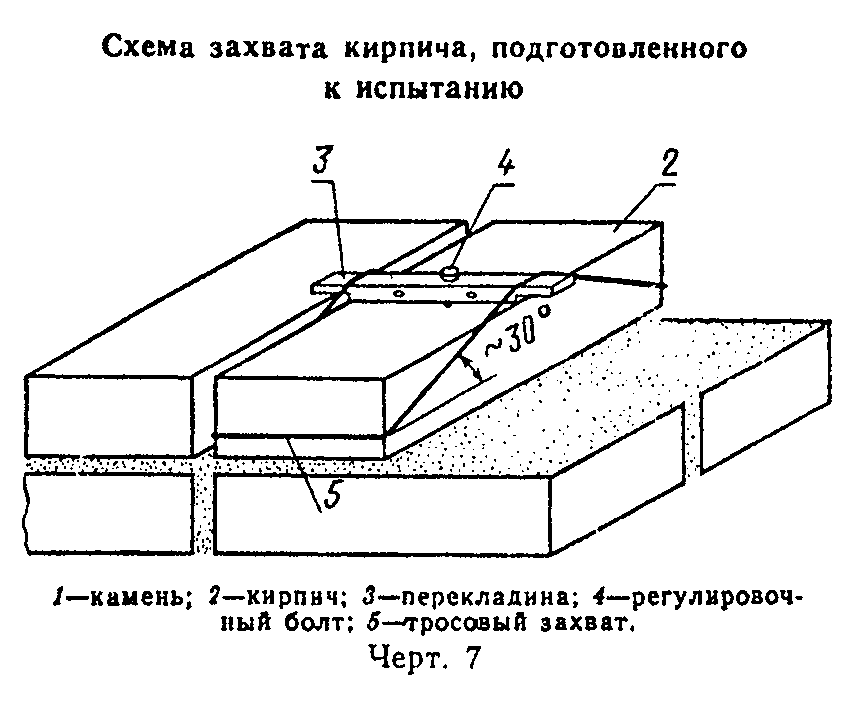 Схема захвата кирпича, подготовленного
к испытанию
3
4
2
~30°
5
1—камень; 2—кирпич; 3—перекладина; 4—регулировоч-
ный болт; 5—тросовый захват.
Черт. 7